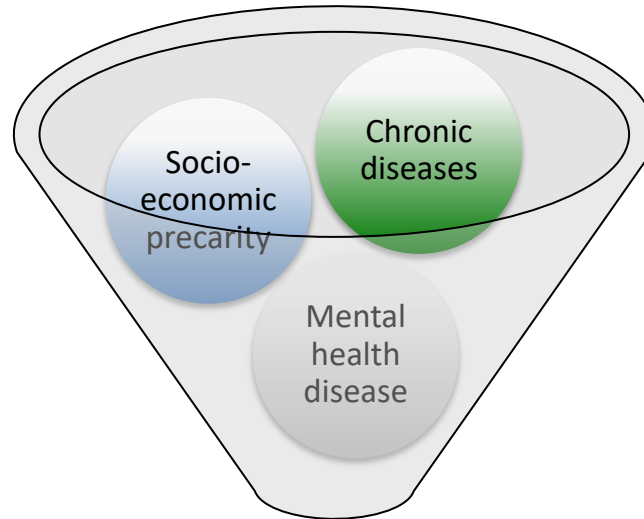 Socio-
economic
precarity
Chronic
diseases
Mental
health
disease